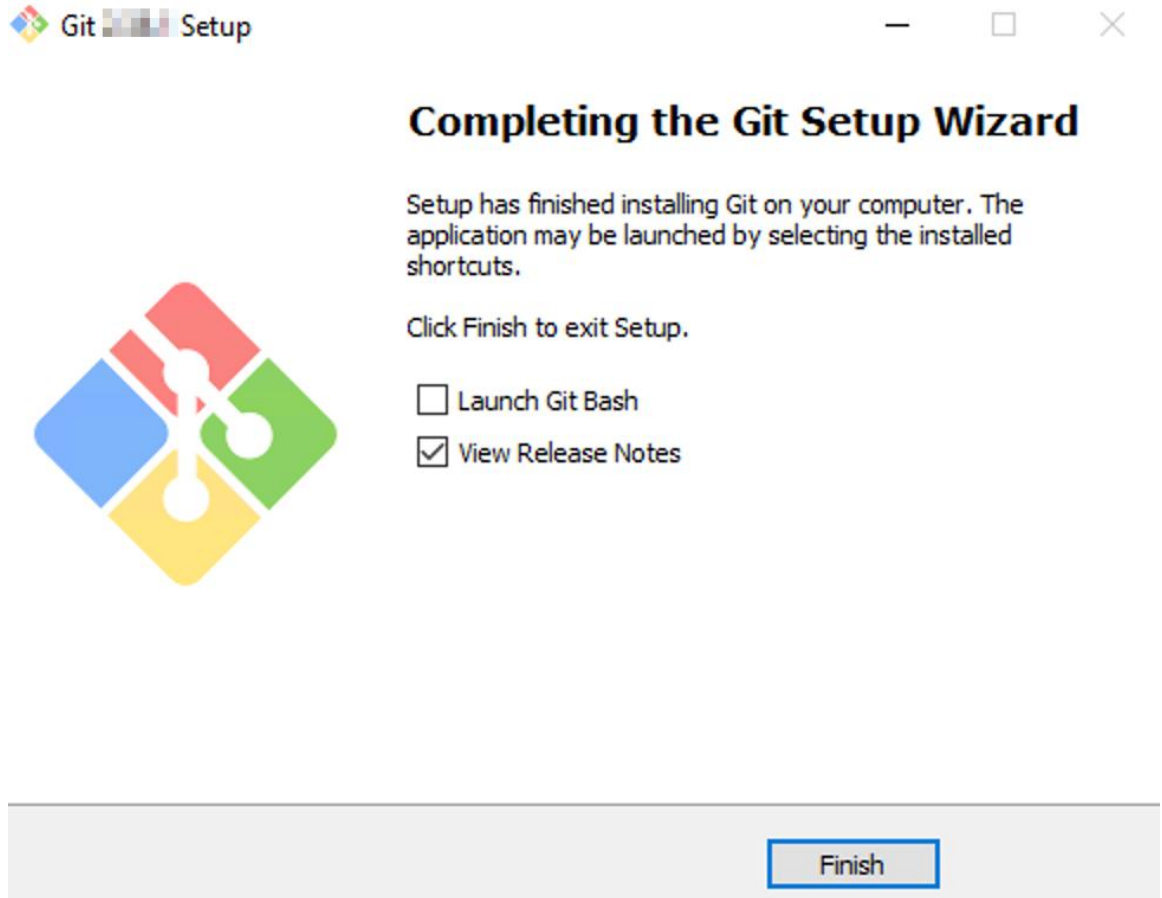 Git Setup
Completing the Git Setup Wizard
Setup has finished installing Git on your computer. The
application may be launched by selecting the installed
shortcuts.
Click Finish to exit Setup.
Launch Git Bash
View Release Notes
Finish